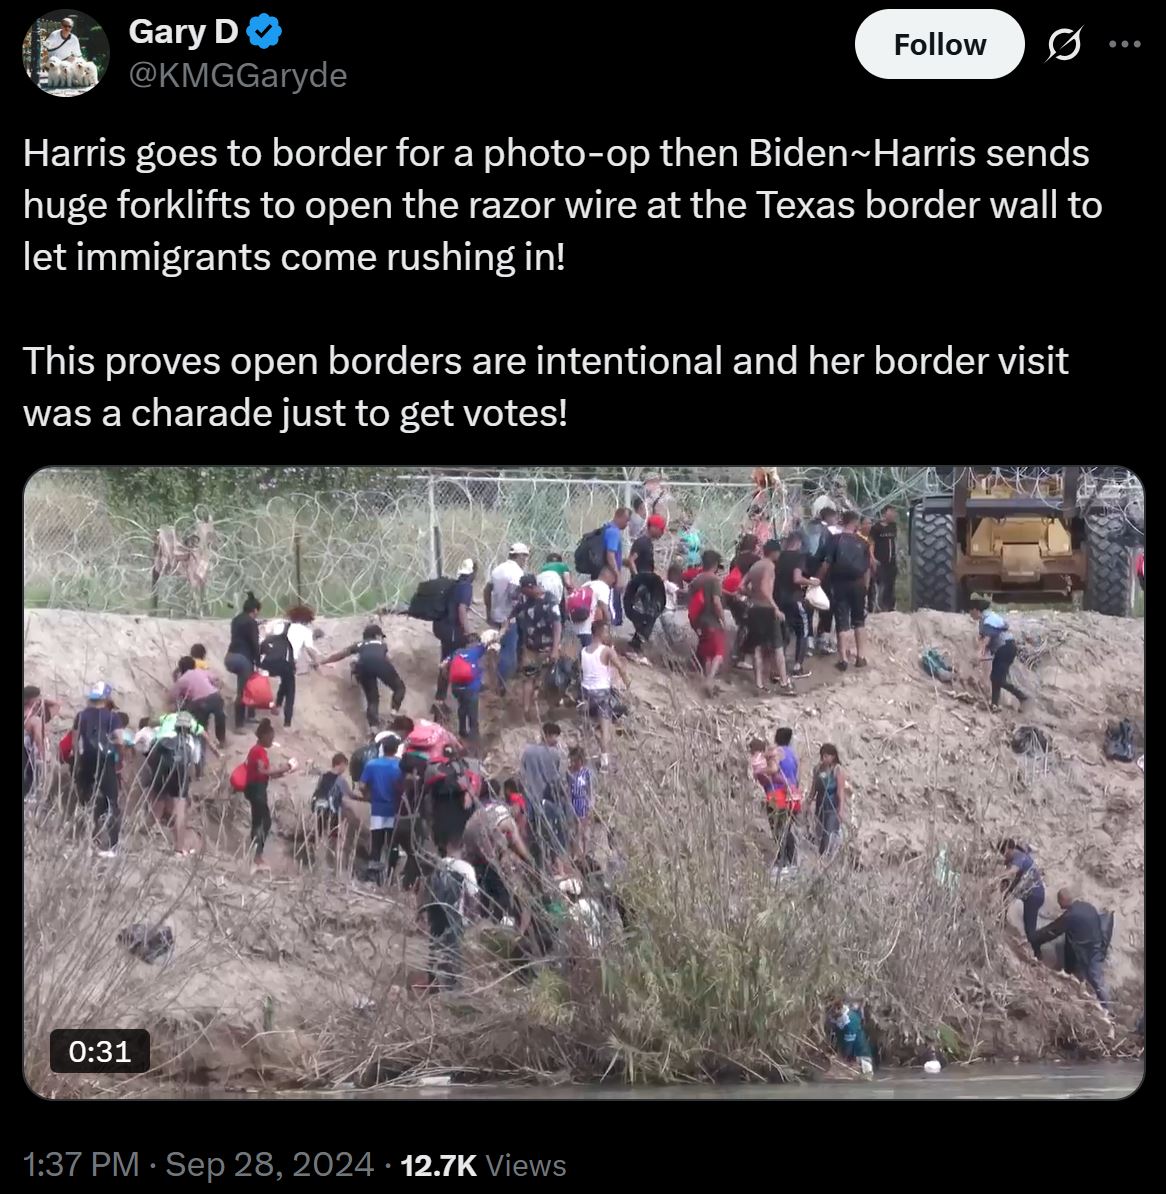 Gary D
@KMGGaryde
Follow
Harris goes to border for a photo-op then Biden~Harris sends
huge forklifts to open the razor wire at the Texas border wall to
let immigrants come rushing in!
This proves open borders are intentional and her border visit
was a charade just to get votes!
0:31
1:37 PM · Sep 28, 2024 · 12.7K Views